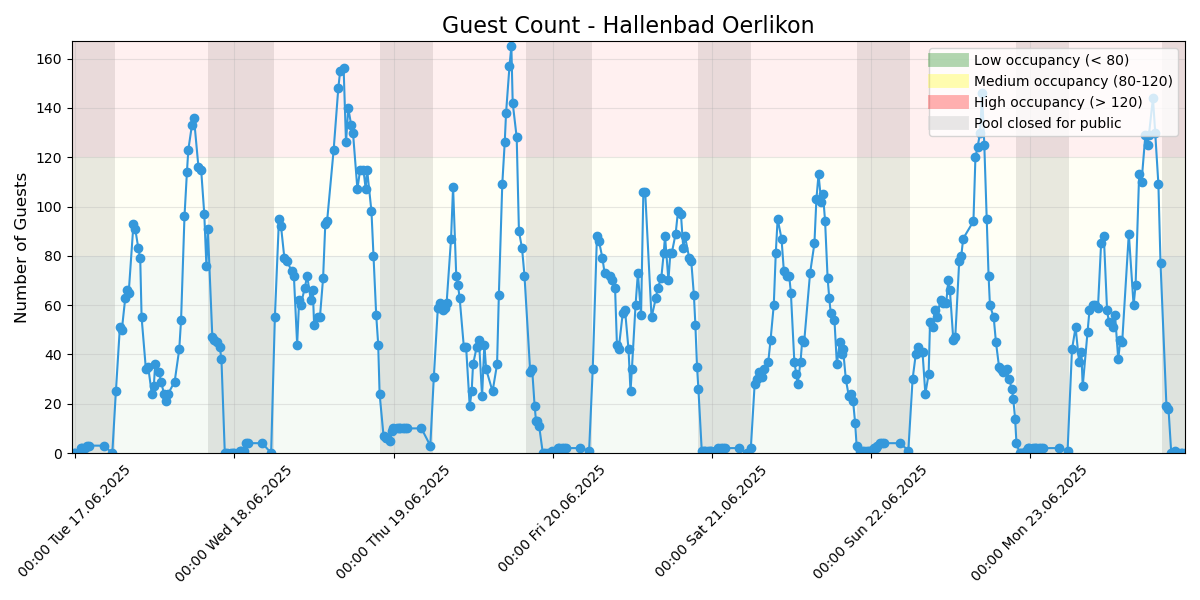 Guest Count - Hallenbad Oerlikon
Number of Guests
160
140
120
100
80
60
40
20
0
Low occupancy (< 80)
Medium occupancy (80-120)
High occupancy (> 120)
Pool closed for public
00:00 Tue 17.06.2025
00:00 Wed 18.06.2025
00:00 Thu 19.06.2025
00:00 Fri 20.06.2025
00:00 Sat 21.06.2025
00:00 Sun 22.06.2025
00:00 Mon 23.06.2025